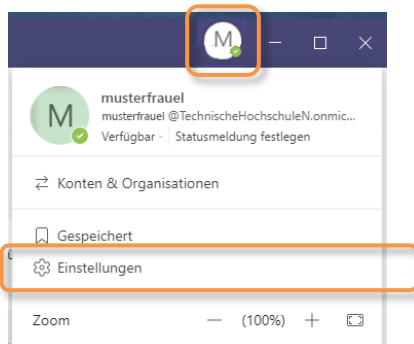 M
M
musterfrauel
musterfrauel @TechnischeHochschuleN.onmic...
Verfügbar
Statusmeldung festlegen
Konten & Organisationen
Gespeichert
Einstellungen
Zoom
(100%)